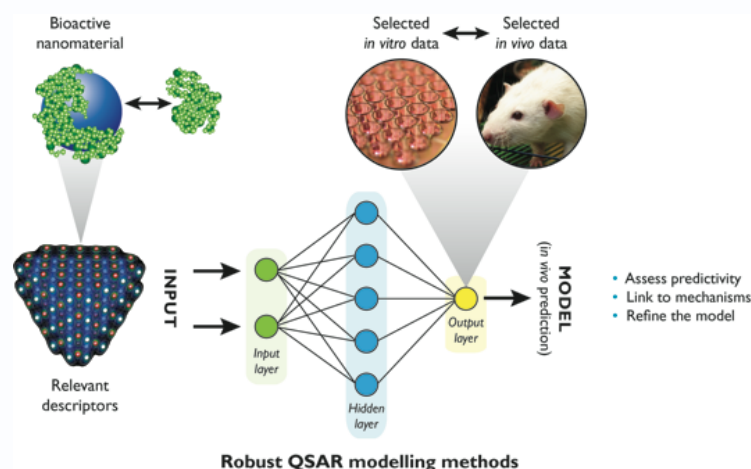 Bioactive
nanomaterial
Selected
in vitro data
Selected
in vivo data
Relevant
descriptors
INPUT
Input
layer
Hidden
layer
Output
layer
MODEL
(in vivo prediction)
• Assess predictivity
• Link to mechanisms
• Refine the model
Robust QSAR modelling methods